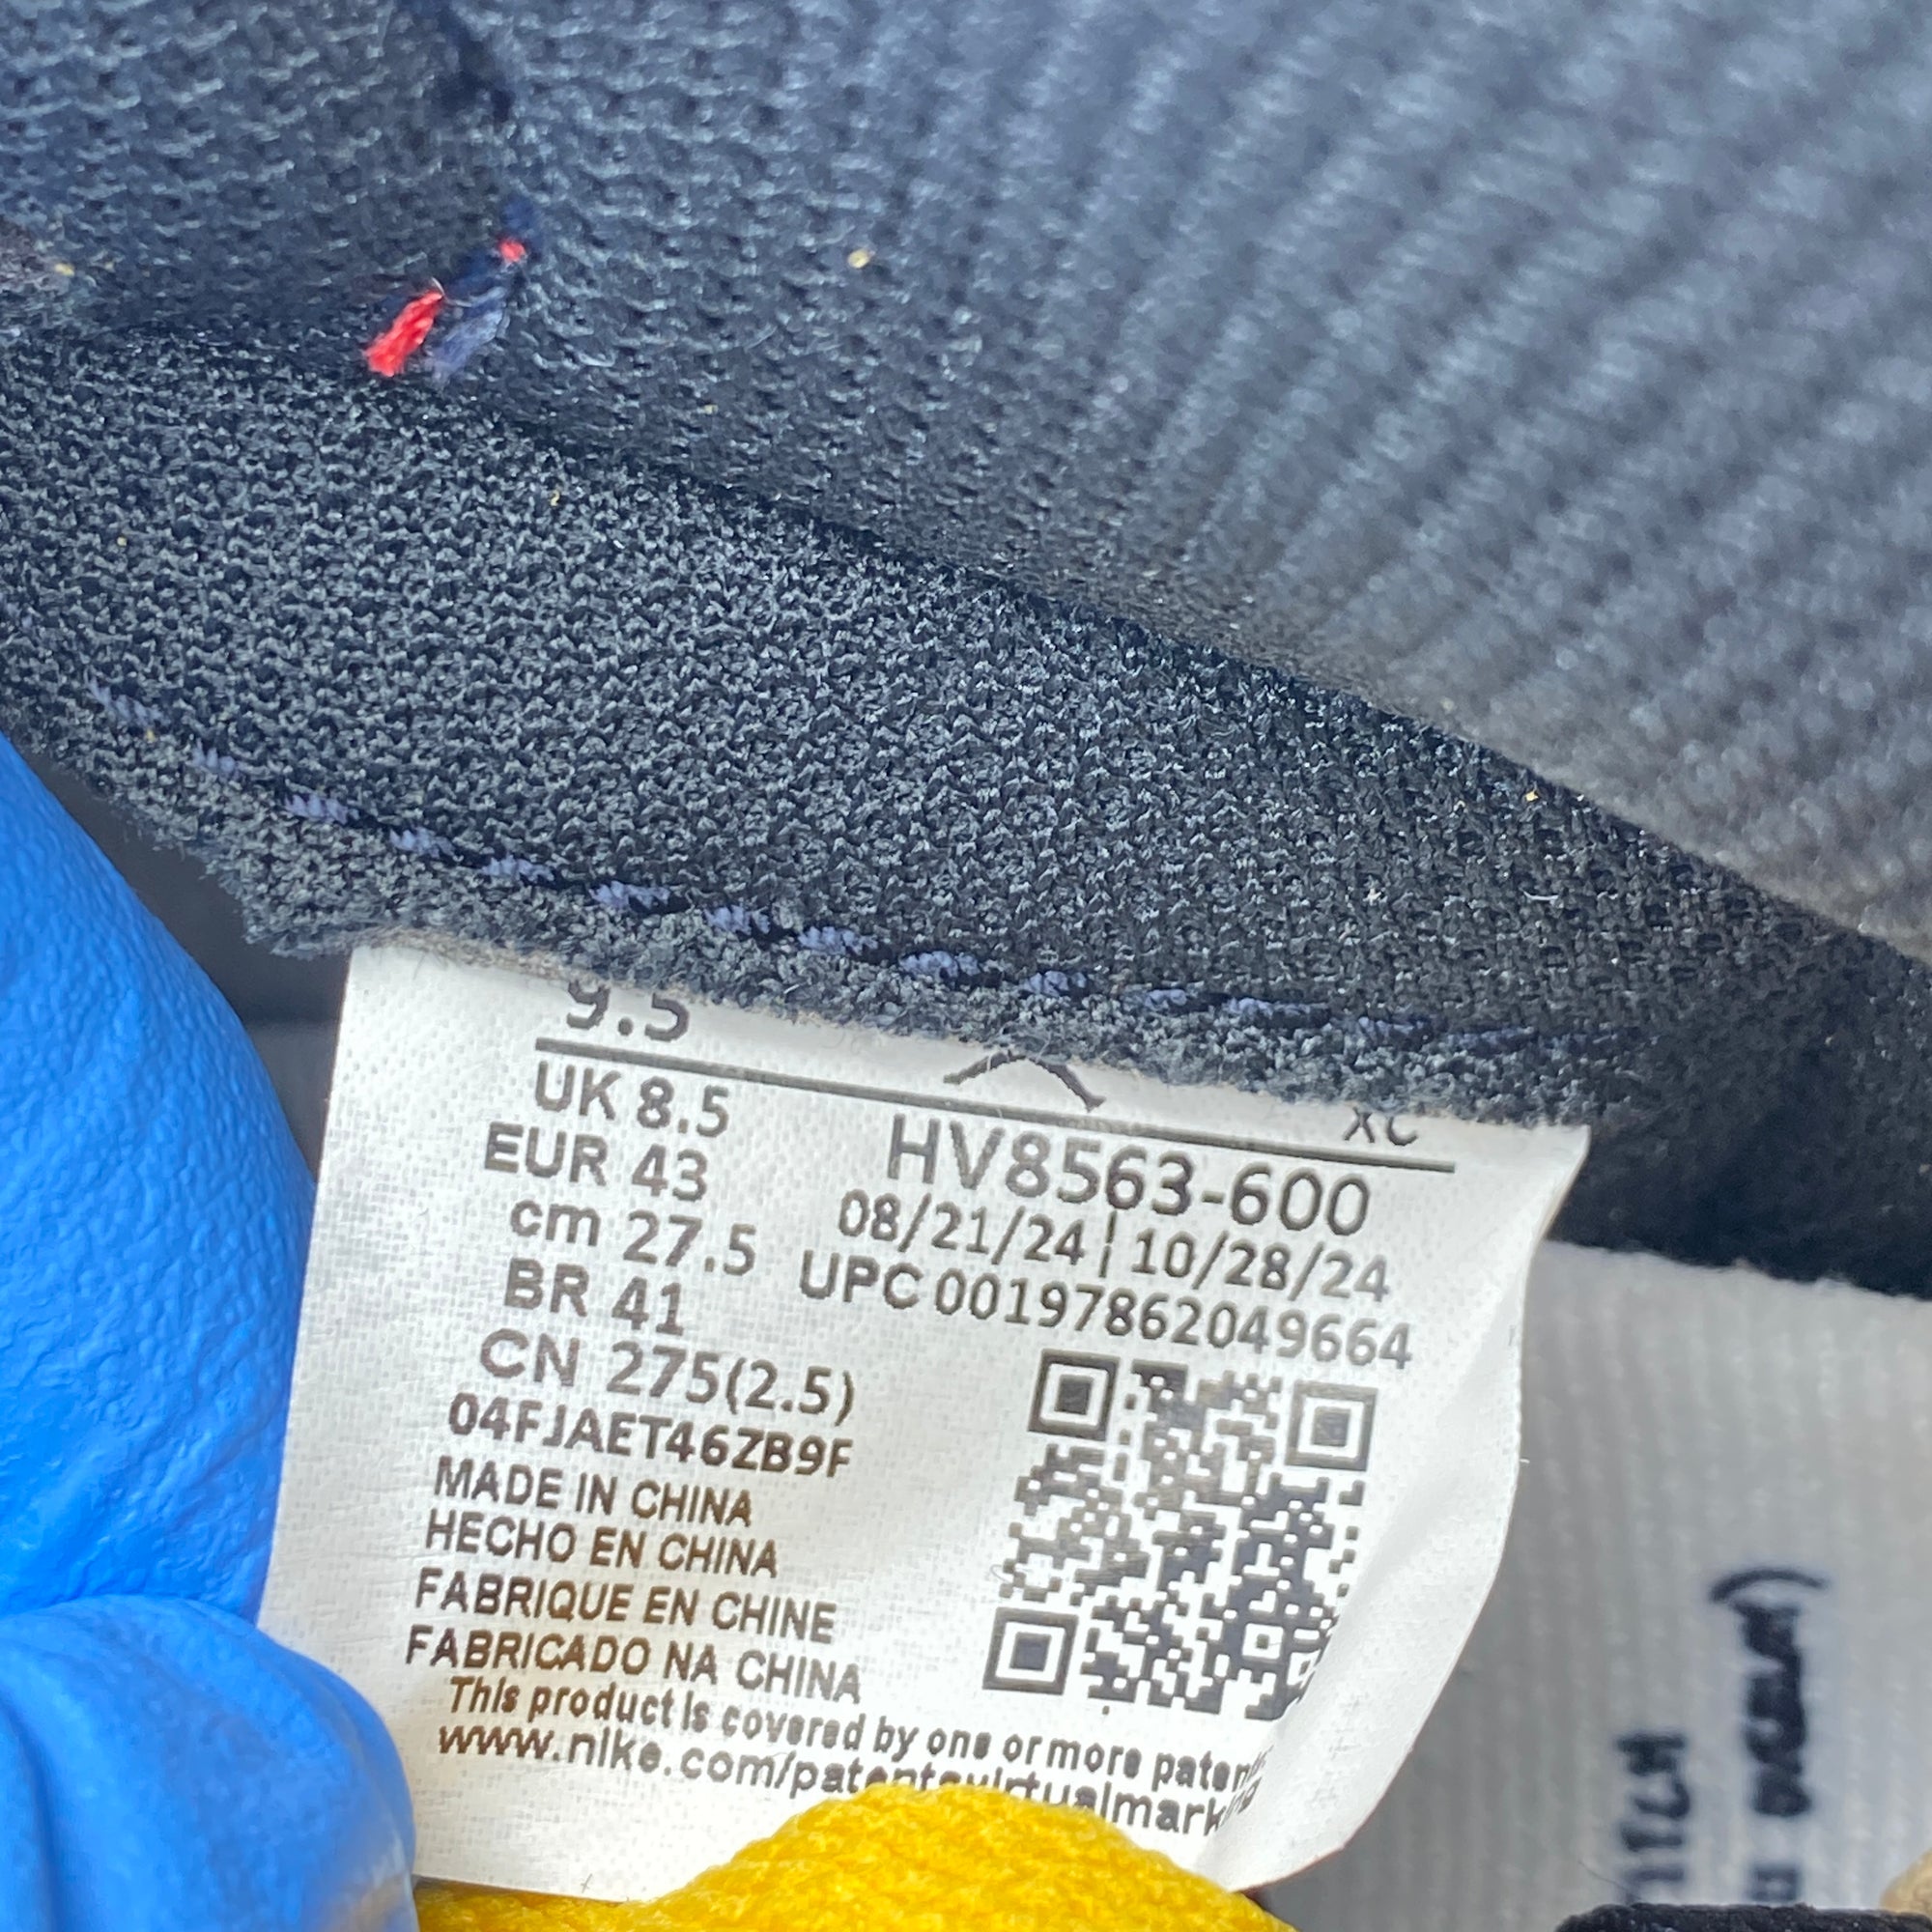 9.5
XC
UK 8.5
EUR 43
cm 27.5
BR 41
CN 275(2.5)
04FJAET46ZB9F
HV8563-600
08/21/24 | 10/28/24
UPC 00197862049664
MADE IN CHINA
HECHO EN CHINA
FABRIQUE EN CHINE
FABRICADO NA CHINA
This product is covered by one or more
www.nike.com/patentsvirtualmarking